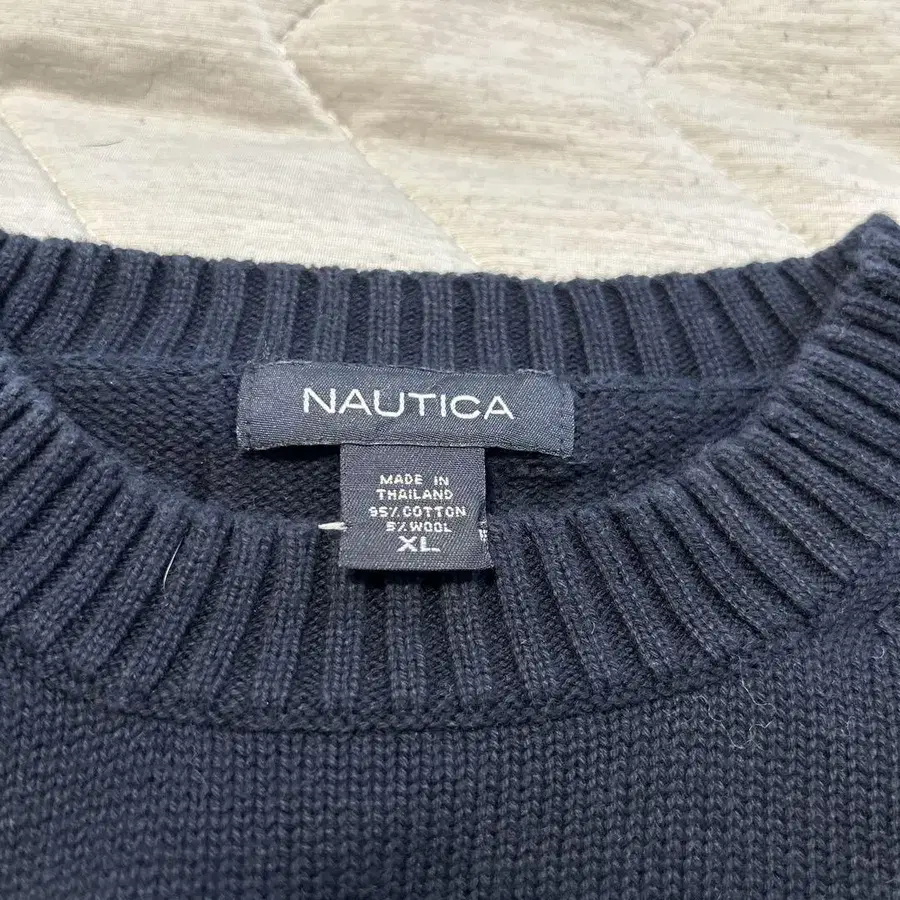 NAUTICA
MADE IN
THAILAND
95% COTTON
5% WOOL
XL